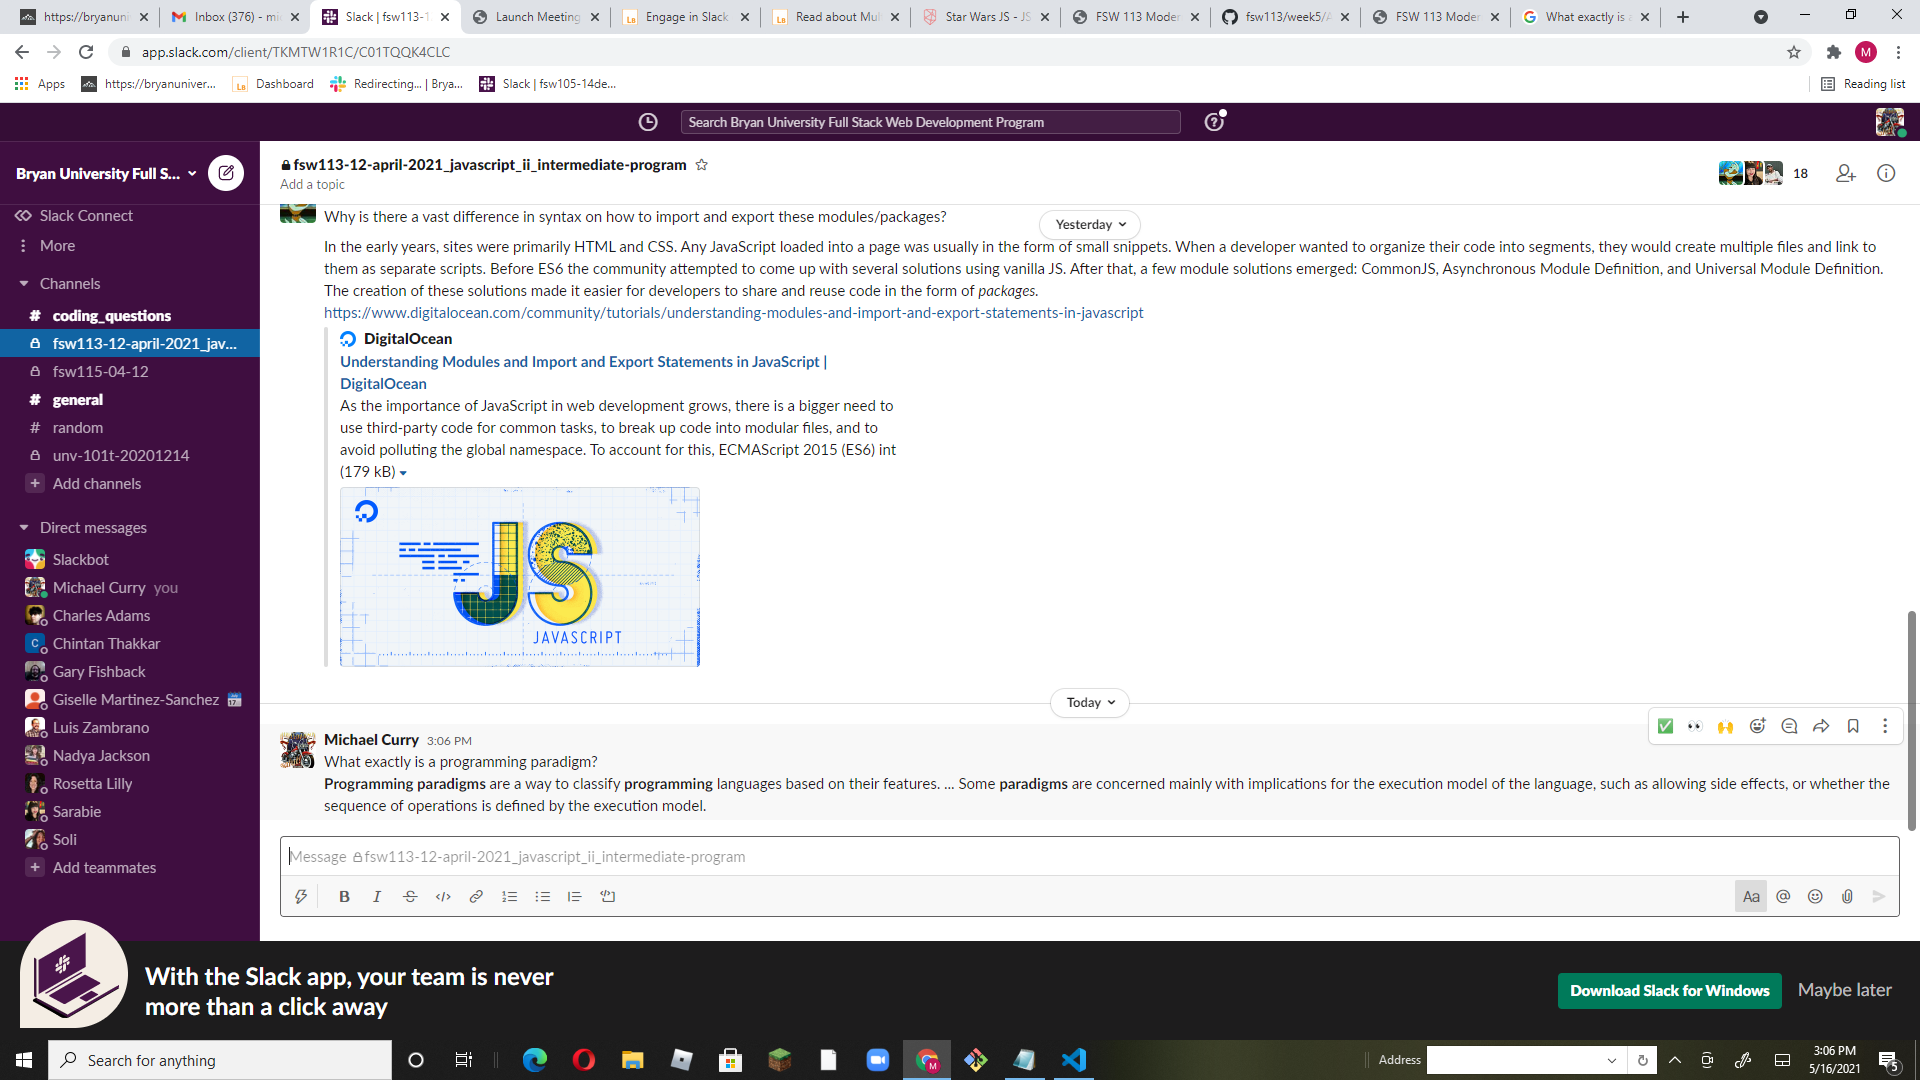 https://bryanuni
Inbox (376) - mi
Slack | fsw113-1
Launch Meeting
Engage in Slack
Read about Mul
Star Wars JS - JS
FSW 113 Moder
fsw113/week5/A
FSW 113 Moder
What exactly is a
app.slack.com/client/TKMTW1R1C/C01TQQK4CLC
M
Apps
https://bryanuniver...
Dashboard
Redirecting... | Brya...
Slack | fsw105-14de...
Reading list
Search Bryan University Full Stack Web Development Program
Bryan University Full S...
fsw113-12-april-2021_javascript_ii_intermediate-program
Add a topic
18
Slack Connect
More
Channels
# coding_questions
fsw113-12-april-2021_jav...
fsw115-04-12
# general
# random
unv-101t-20201214
+ Add channels
Direct messages
Slackbot
Michael Curry you
Charles Adams
C Chintan Thakkar
Gary Fishback
Giselle Martinez-Sanchez
Luis Zambrano
Nadya Jackson
Rosetta Lilly
Sarabie
Soli
+ Add teammates
Why is there a vast difference in syntax on how to import and export these modules/packages?
Yesterday
In the early years, sites were primarily HTML and CSS. Any JavaScript loaded into a page was usually in the form of small snippets. When a developer wanted to organize their code into segments, they would create multiple files and link to
them as separate scripts. Before ES6 the community attempted to come up with several solutions using vanilla JS. After that, a few module solutions emerged: CommonJS, Asynchronous Module Definition, and Universal Module Definition.
The creation of these solutions made it easier for developers to share and reuse code in the form of packages.
https://www.digitalocean.com/community/tutorials/understanding-modules-and-import-and-export-statements-in-javascript
DigitalOcean
Understanding Modules and Import and Export Statements in JavaScript |
DigitalOcean
As the importance of JavaScript in web development grows, there is a bigger need to
use third-party code for common tasks, to break up code into modular files, and to
avoid polluting the global namespace. To account for this, ECMAScript 2015 (ES6) int
(179 kB)
JS
JAVASCRIPT
Today
Michael Curry 3:06 PM
What exactly is a programming paradigm?
Programming paradigms are a way to classify programming languages based on their features. ... Some paradigms are concerned mainly with implications for the execution model of the language, such as allowing side effects, or whether the
sequence of operations is defined by the execution model.
Message fsw113-12-april-2021_javascript_ii_intermediate-program
B I S </>
Aa @
With the Slack app, your team is never
more than a click away
Download Slack for Windows
Maybe later
Search for anything
Address
3:06 PM
5/16/2021
5